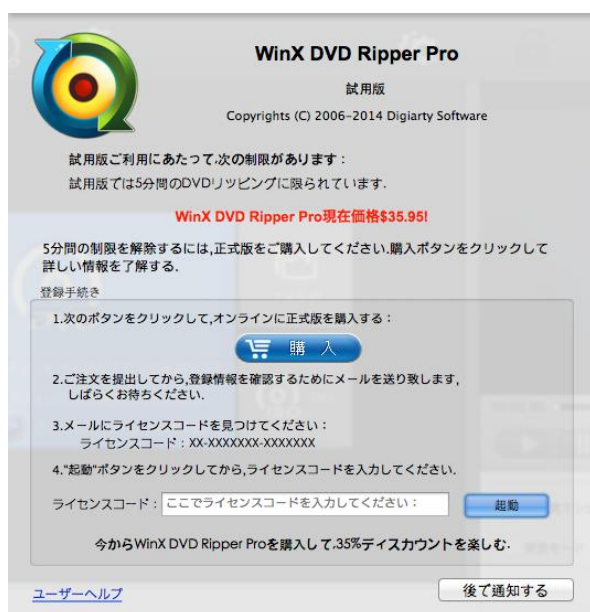 WinX DVD Ripper Pro
試用版
Copyrights (C) 2006-2014 Digiarty Software
試用版ご利用にあたって,次の制限があります：
試用版では5分間のDVDリッピングに限られています.
WinX DVD Ripper Pro現在価格$35.95!
5分間の制限を解除するには,正式版をご購入してください.購入ボタンをクリックして
詳しい情報を了解する.
登録手続き
1.次のボタンをクリックして,オンラインに正式版を購入する：
購入
2.ご注文を提出してから,登録情報を確認するためにメールを送り致します,
しばらくお待ちください.
3.メールにライセンスコードを見つけてください：
ライセンスコード：XX-XXXXXXX-XXXXXXX
4."起動"ボタンをクリックしてから,ライセンスコードを入力してください.
ライセンスコード： ここでライセンスコードを入力してください： 起動
今からWinX DVD Ripper Proを購入して,35%ディスカウントを楽しむ.
ユーザーヘルプ 後で通知する